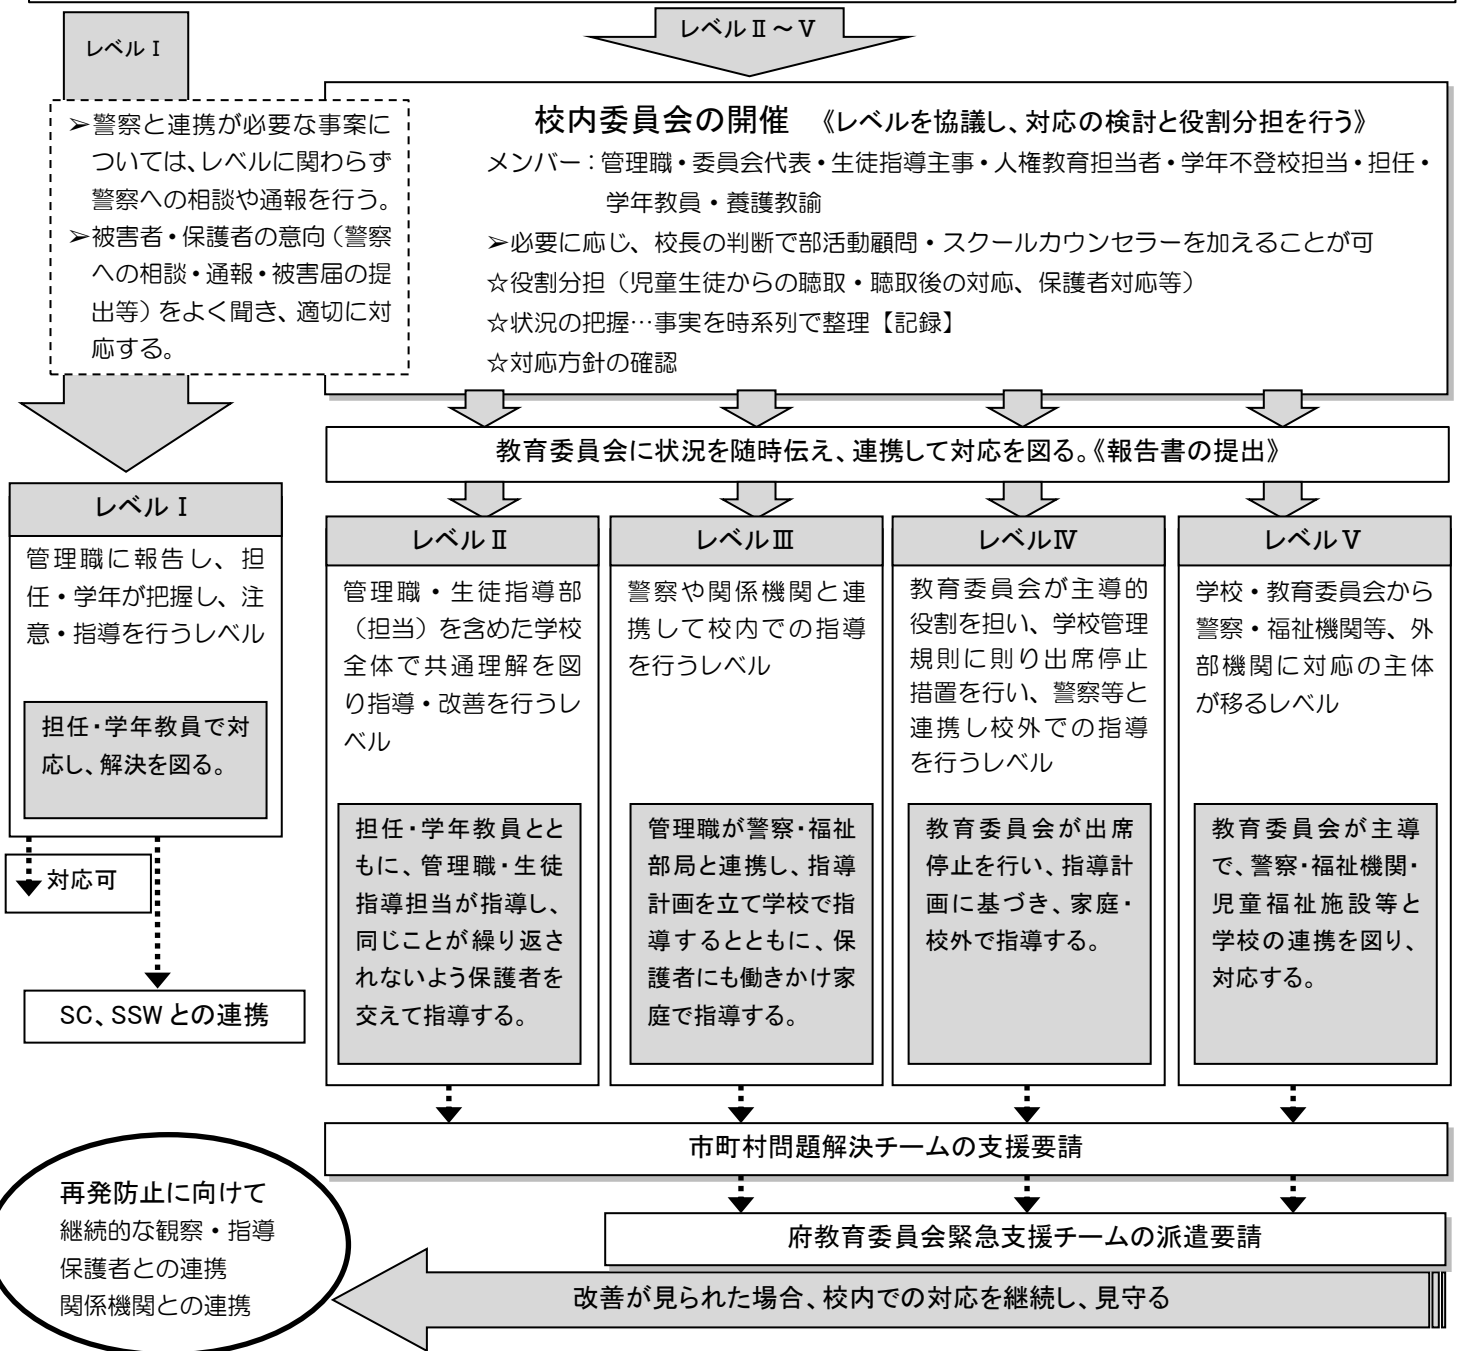 レベルⅠ
レベルⅡ～Ⅴ
➢警察と連携が必要な事案に
ついては、レベルに関わらず
警察への相談や通報を行う。
➢被害者・保護者の意向（警察
への相談・通報・被害届の提
出等）をよく聞き、適切に対
応する。
校内委員会の開催　《レベルを協議し、対応の検討と役割分担を行う》
メンバー：管理職・委員会代表・生徒指導主事・人権教育担当者・学年不登校担当・担任・
学年教員・養護教諭
➢必要に応じ、校長の判断で部活動顧問・スクールカウンセラーを加えることが可
☆役割分担（児童生徒からの聴取・聴取後の対応、保護者対応等）
☆状況の把握…事実を時系列で整理【記録】
☆対応方針の確認
教育委員会に状況を随時伝え、連携して対応を図る。《報告書の提出》
レベルⅠ
管理職に報告し、担
任・学年が把握し、注
意・指導を行うレベル
担任・学年教員で対
応し、解決を図る。
対応可
SC、SSWとの連携
レベルⅡ
管理職・生徒指導部
（担当）を含めた学校
全体で共通理解を図
り指導・改善を行うレ
ベル
担任・学年教員とと
もに、管理職・生徒
指導担当が指導し、
同じことが繰り返さ
れないよう保護者を
交えて指導する。
レベルⅢ
警察や関係機関と連
携して校内での指導
を行うレベル
管理職が警察・福祉
部局と連携し、指導
計画を立て学校で指
導するとともに、保
護者にも働きかけ家
庭で指導する。
レベルⅣ
教育委員会が主導的
役割を担い、学校管理
規則に則り出席停止
措置を行い、警察等と
連携し校外での指導
を行うレベル
教育委員会が出席
停止を行い、指導計
画に基づき、家庭・
校外で指導する。
レベルⅤ
学校・教育委員会から
警察・福祉機関等、外
部機関に対応の主体
が移るレベル
教育委員会が主導
で、警察・福祉機関・
児童福祉施設等と
学校の連携を図り、
対応する。
市町村問題解決チームの支援要請
府教育委員会緊急支援チームの派遣要請
改善が見られた場合、校内での対応を継続し、見守る
再発防止に向けて
継続的な観察・指導
保護者との連携
関係機関との連携